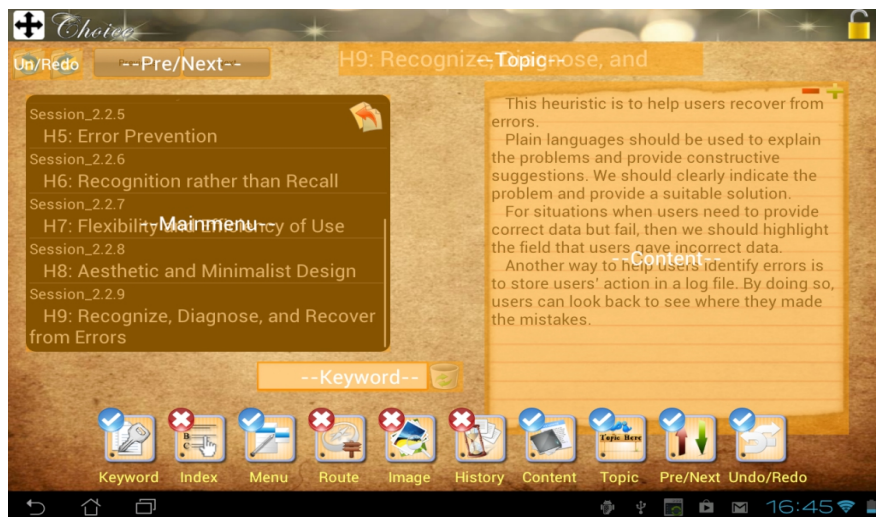 Choice
Un/Redo
--Pre/Next--
H9: Recognize, Diagnose, and
--Topic--
Session_2.2.5
H5: Error Prevention
Session_2.2.6
H6: Recognition rather than Recall
Session_2.2.7
H7: Flexibility and Efficiency of Use
--Mainmenu--
Session_2.2.8
H8: Aesthetic and Minimalist Design
Session_2.2.9
H9: Recognize, Diagnose, and Recover
from Errors
This heuristic is to help users recover from
errors.
Plain languages should be used to explain
the problems and provide constructive
suggestions. We should clearly indicate the
problem and provide a suitable solution.
For situations when users need to provide
correct data but fail, then we should highlight
the field that users gave incorrect data.
--Content--
Another way to help users identify errors is
to store users' action in a log file. By doing so,
users can look back to see where they made
the mistakes.
--Keyword--
B
C
Topic Here
Keyword Index Menu Route Image History Content Topic Pre/Next Undo/Redo
16:45